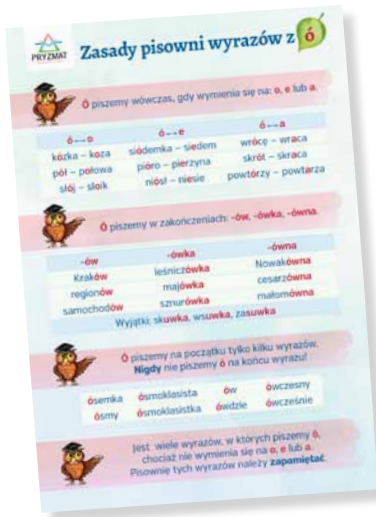 PRYZMAT
Zasady pisowni wyrazów z ó
Ó piszemy wówczas, gdy wymienia się na: o, e lub a.
ó↔o ó↔e ó↔a
kózka – koza siódemka – siedem wrócę – wraca
pół – połowa pióro – pierzyna skrót – skraca
słój – słoik niósł – niesie powtórzy – powtarza
Ó piszemy w zakończeniach: -ów, -ówka, -ówna.
-ów -ówka -ówna
Kraków leśniczówka Nowakówna
regionów majówka cesarzówna
samochodów sznurówka małomówna
Wyjątki: skuwka, wsuwka, zasuwka
Ó piszemy na początku tylko kilku wyrazów.
Nigdy nie piszemy ó na końcu wyrazu!
ósemka ósmoklasista ów ówczesny
ósmy ósmoklasistka ówdzie ówcześnie
Jest wiele wyrazów, w których piszemy ó,
chociaż nie wymienia się na o, e lub a.
Pisownię tych wyrazów należy zapamiętać.